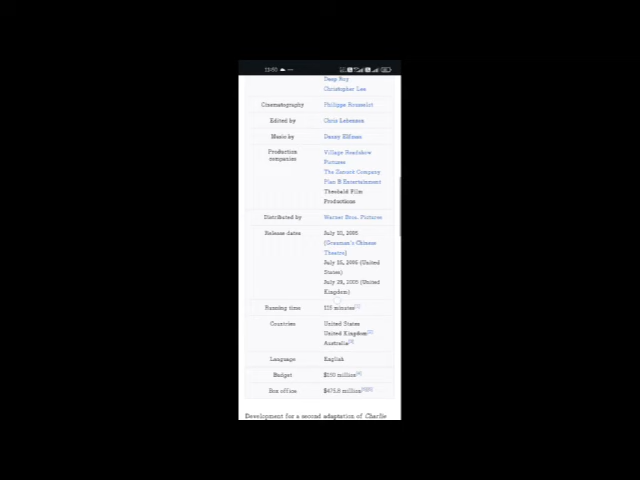 Deep Roy
Christopher Lee
Cinematography Philippe Rousselot
Edited by Chris Lebenzon
Music by Danny Elfman
Production companies
Village Roadshow
Pictures
The Zanuck Company
Plan B Entertainment
Theobald Film
Productions
Distributed by Warner Bros. Pictures
Release dates July 10, 2005
(Grauman's Chinese
Theatre)
July 15, 2005 (United
States)
July 29, 2005 (United
Kingdom)
Running time 115 minutes
Countries United States
United Kingdom
Australia
Language English
Budget $150 million
Box office $475.8 million
Development for a second adaptation of Charlie